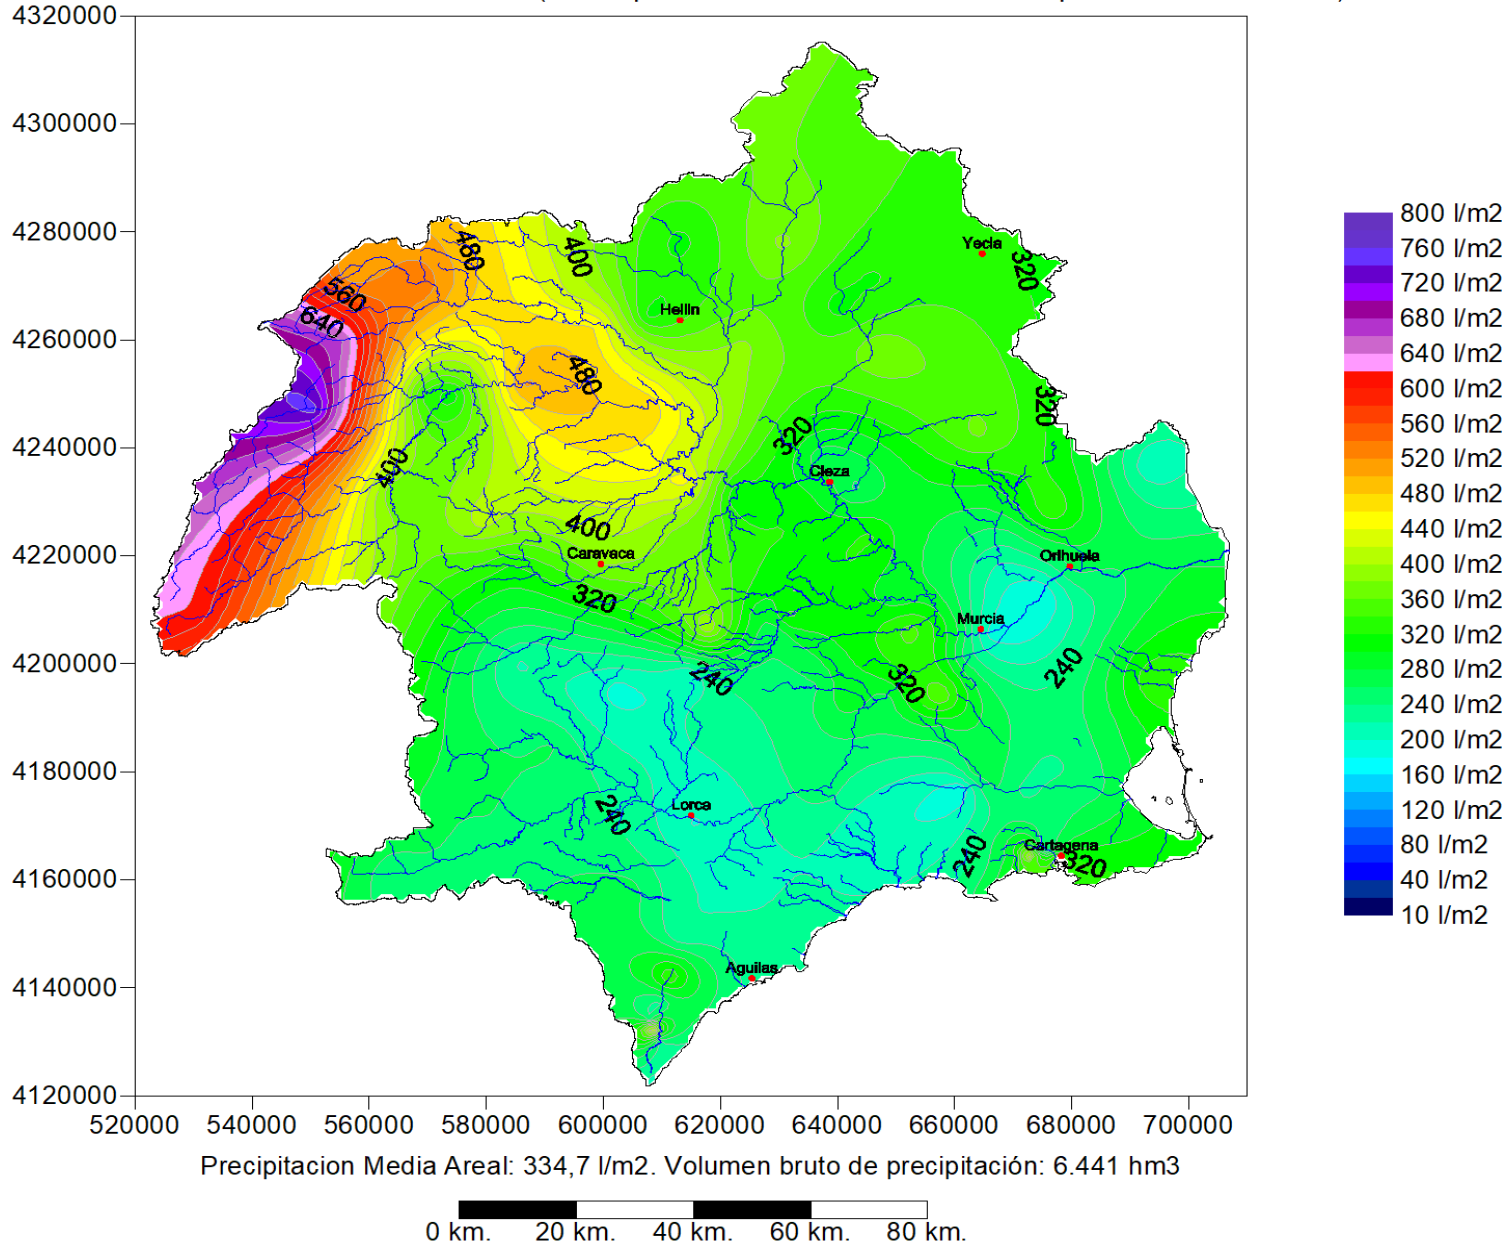 4320000
4300000
4280000
4260000
4240000
4220000
4200000
4180000
4160000
4140000
4120000
520000 540000 560000 580000 600000 620000 640000 660000 680000 700000
480
400
560
640
480
400
400
320
320
320
320
240
320
240
240
240
320
Yecla
Hellin
Cieza
Caravaca
Orihuela
Murcia
Lorca
Cartagena
Aguilas
800 l/m2
760 l/m2
720 l/m2
680 l/m2
640 l/m2
600 l/m2
560 l/m2
520 l/m2
480 l/m2
440 l/m2
400 l/m2
360 l/m2
320 l/m2
280 l/m2
240 l/m2
200 l/m2
160 l/m2
120 l/m2
80 l/m2
40 l/m2
10 l/m2
Precipitacion Media Areal: 334,7 l/m2. Volumen bruto de precipitación: 6.441 hm3
0 km. 20 km. 40 km. 60 km. 80 km.